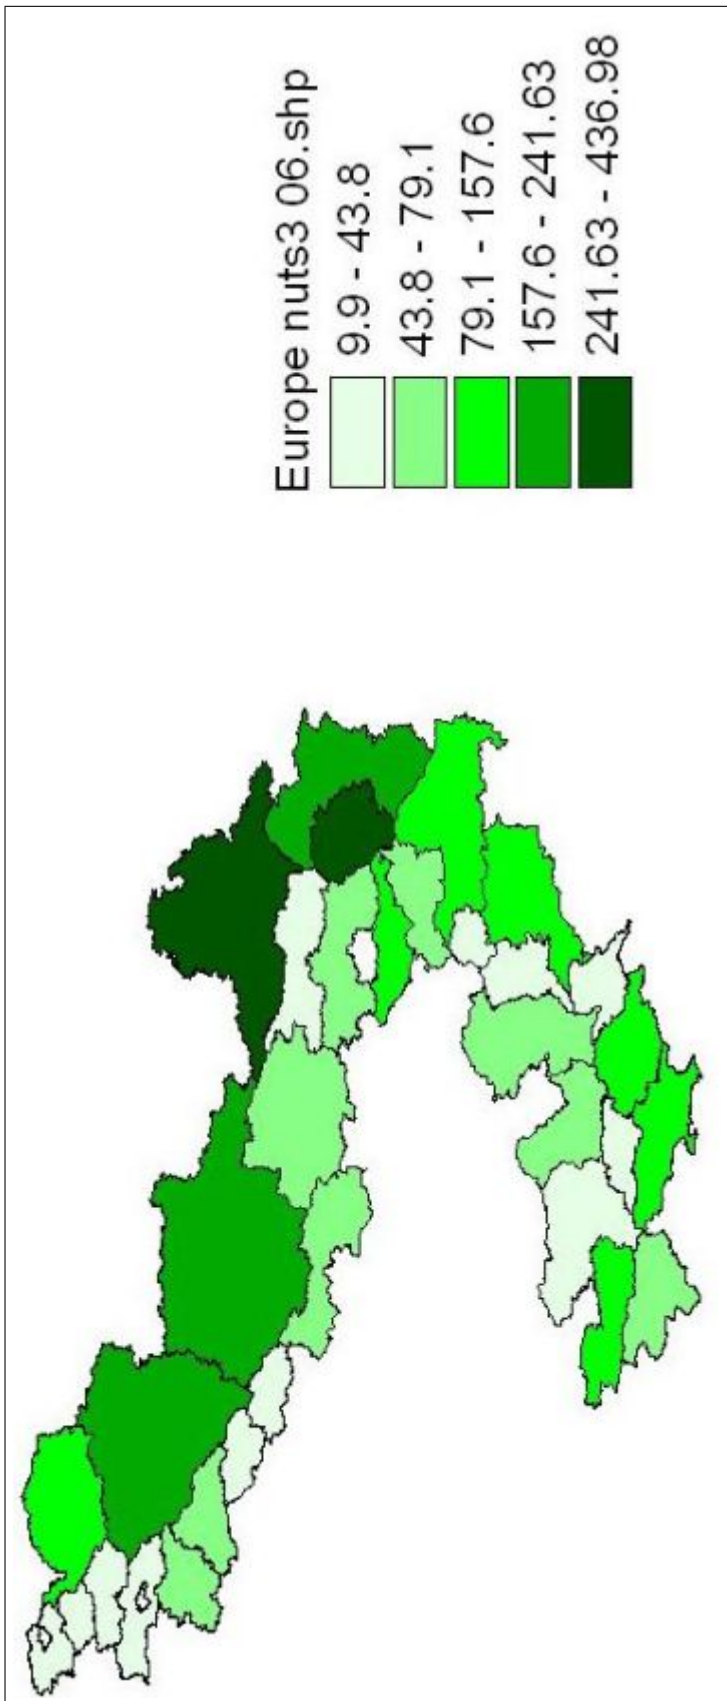 Europe nuts3 06.shp
9.9 - 43.8
43.8 - 79.1
79.1 - 157.6
157.6 - 241.63
241.63 - 436.98